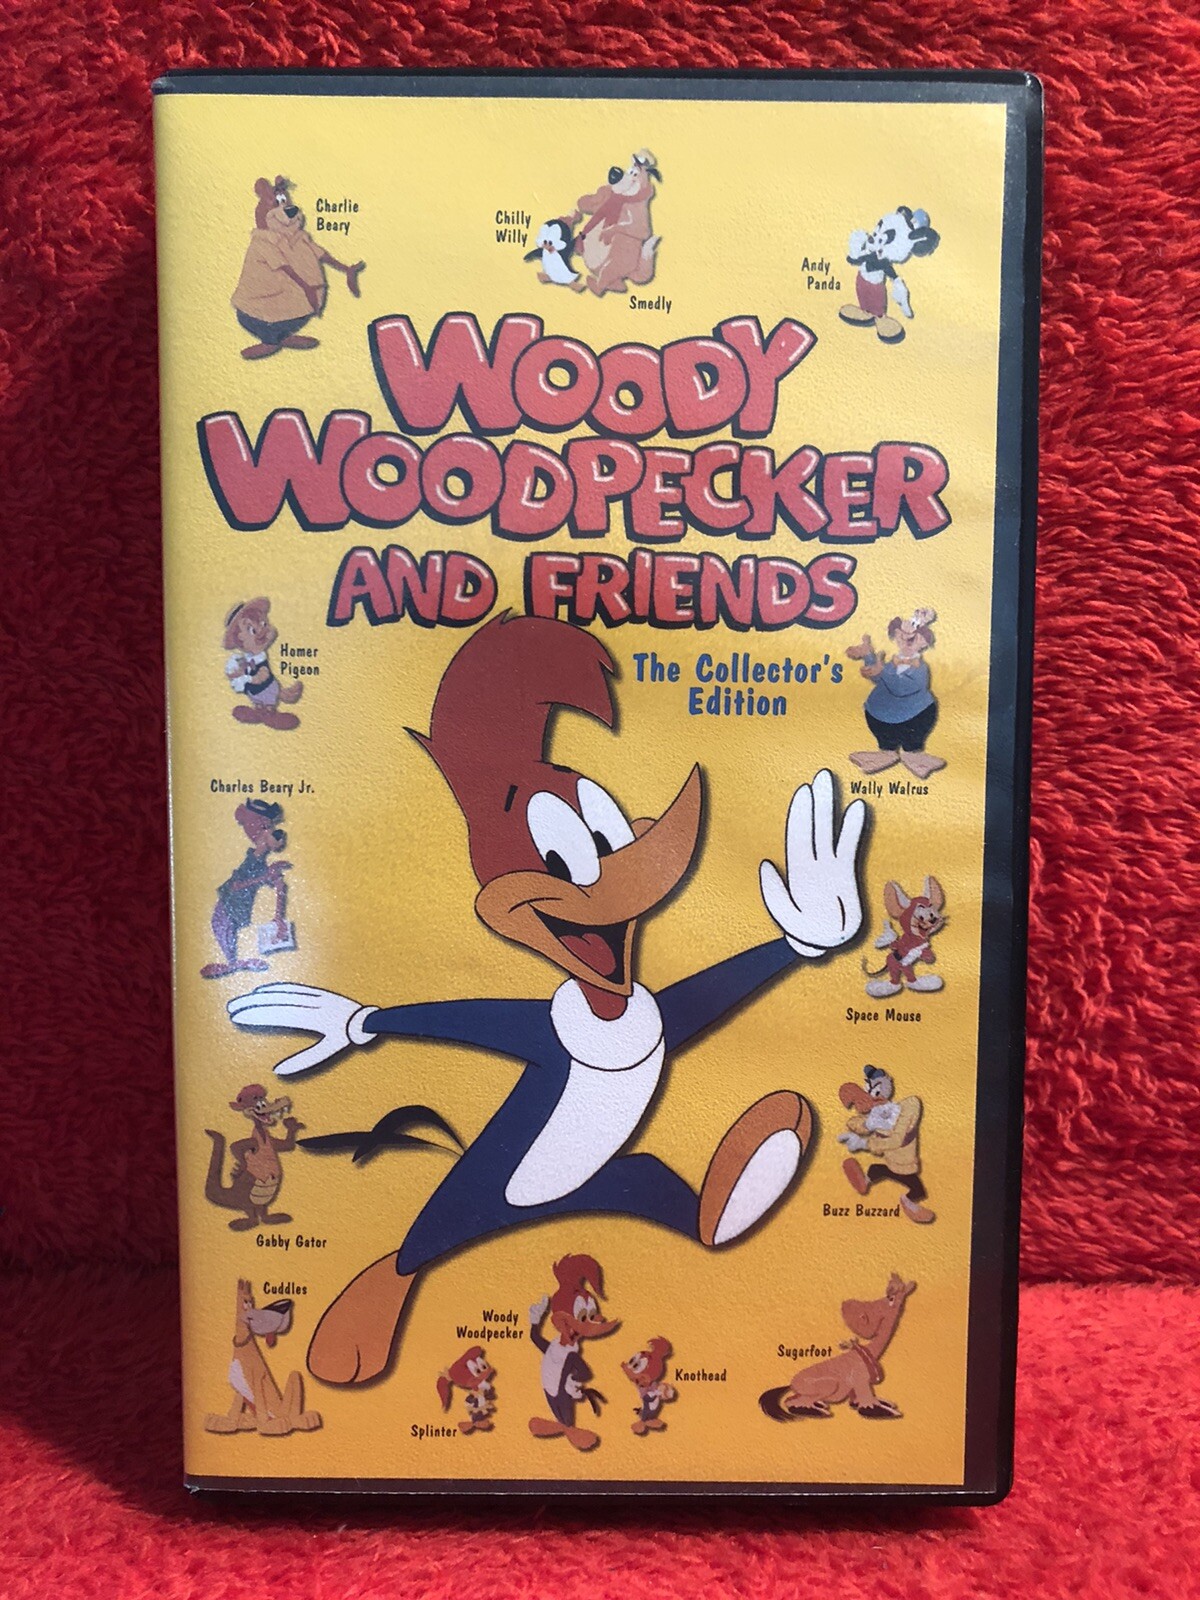 Charlie
Beary
Chilly
Willy
Smedly
Andy
Panda
WOODY
WOODPECKER
AND FRIENDS
The Collector's
Edition
Homer
Pigeon
Wally Walrus
Charles Beary Jr.
Space Mouse
Buzz Buzzard
Gabby Gator
Cuddles
Woody
Woodpecker
Knothead
Splinter
Sugarfoot